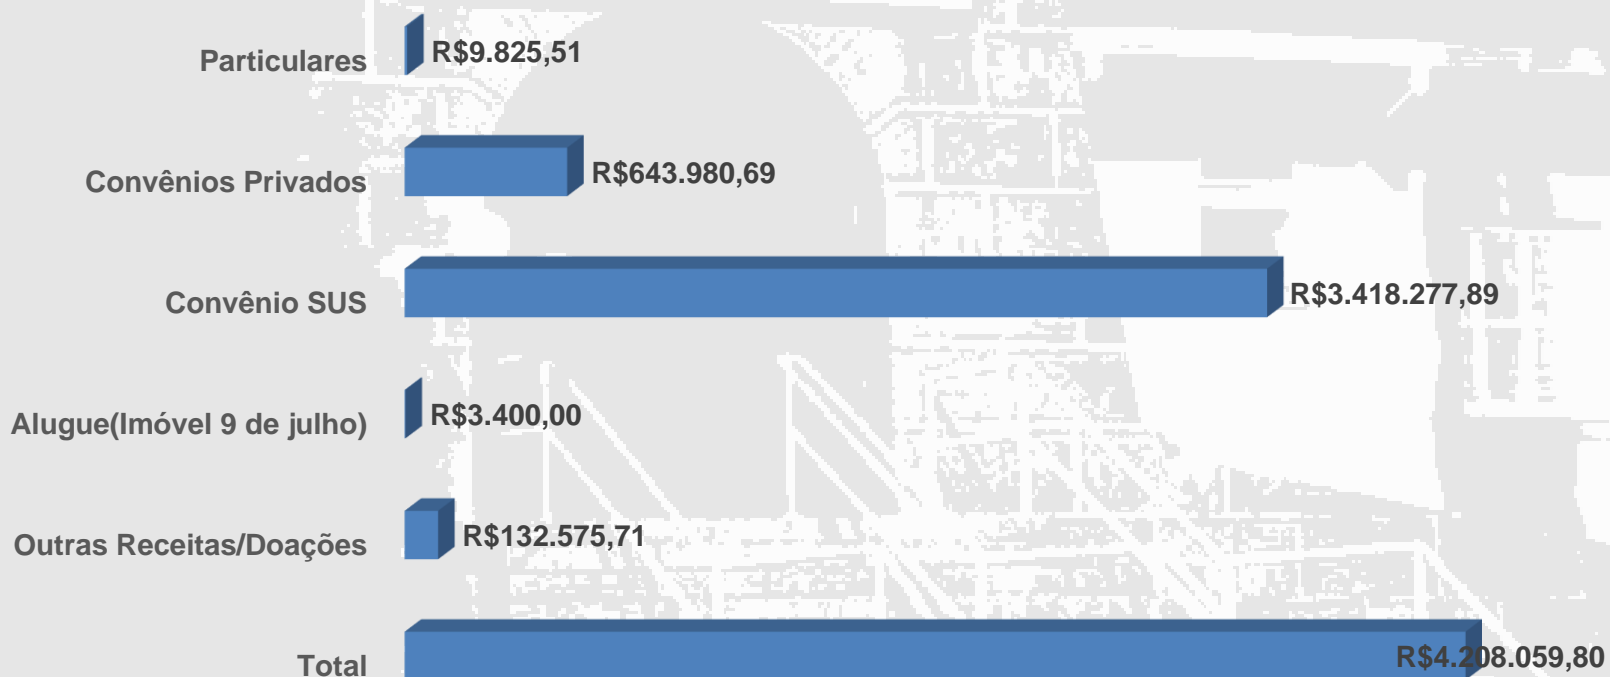 Particulares R$9.825,51
Convênios Privados R$643.980,69
Convênio SUS R$3.418.277,89
Alugue(Imóvel 9 de julho) R$3.400,00
Outras Receitas/Doações R$132.575,71
Total R$4.208.059,80